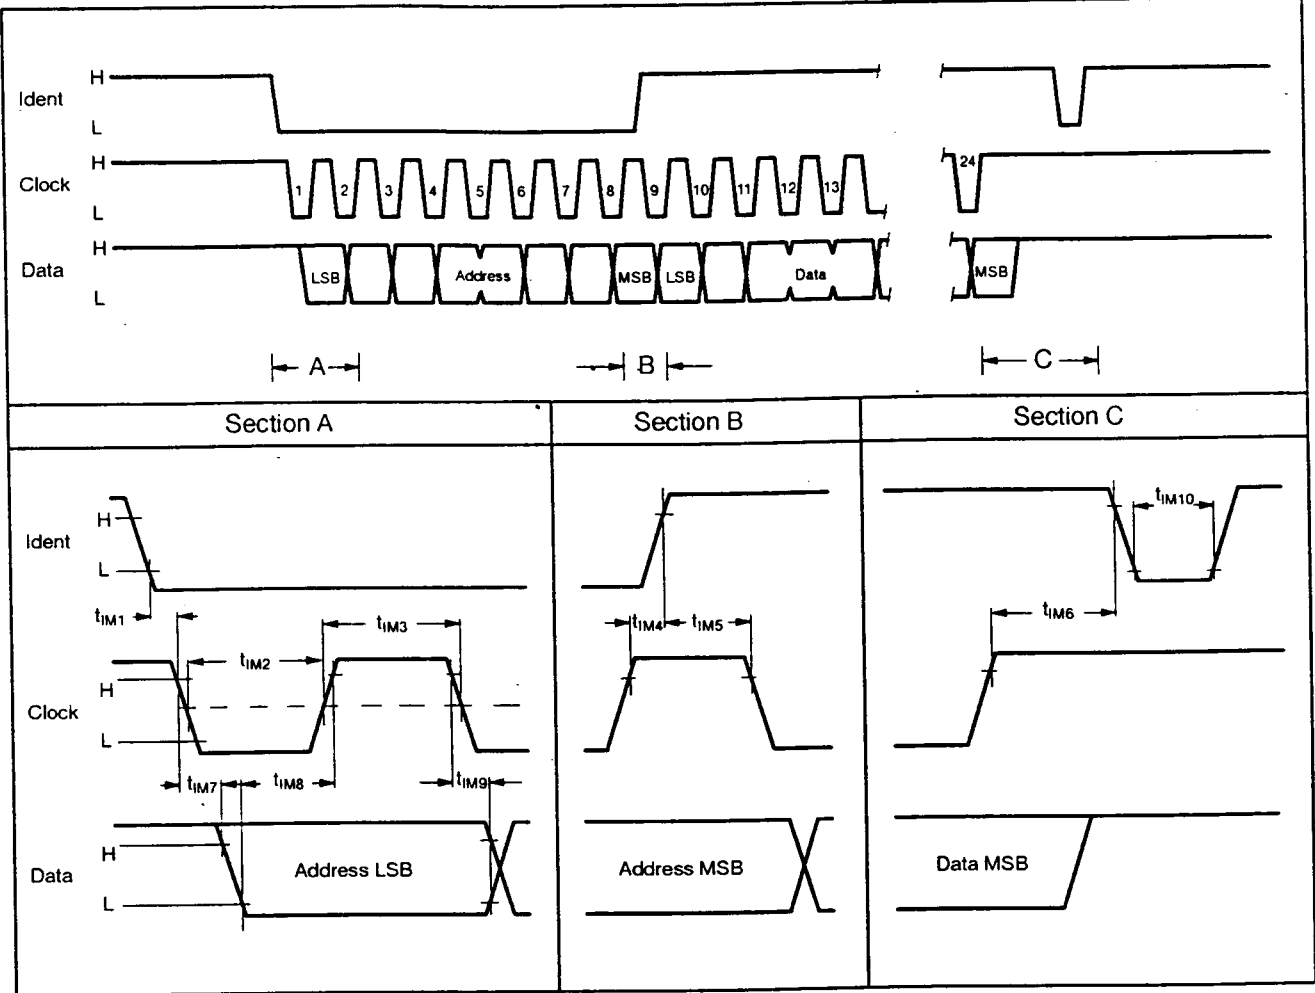 H
Ident
L
H
Clock
L
1 2 3 4 5 6 7 8 9 10 11 12 13 24
H
Data
L
LSB Address MSB LSB Data MSB
A B C
Section A Section B Section C
H
Ident
L
tIM10
tIM1 tIM3 tIM4 tIM5 tIM6
tIM2
H
Clock
L
tIM7 tIM8 tIM9
H
Data
L
Address LSB Address MSB Data MSB